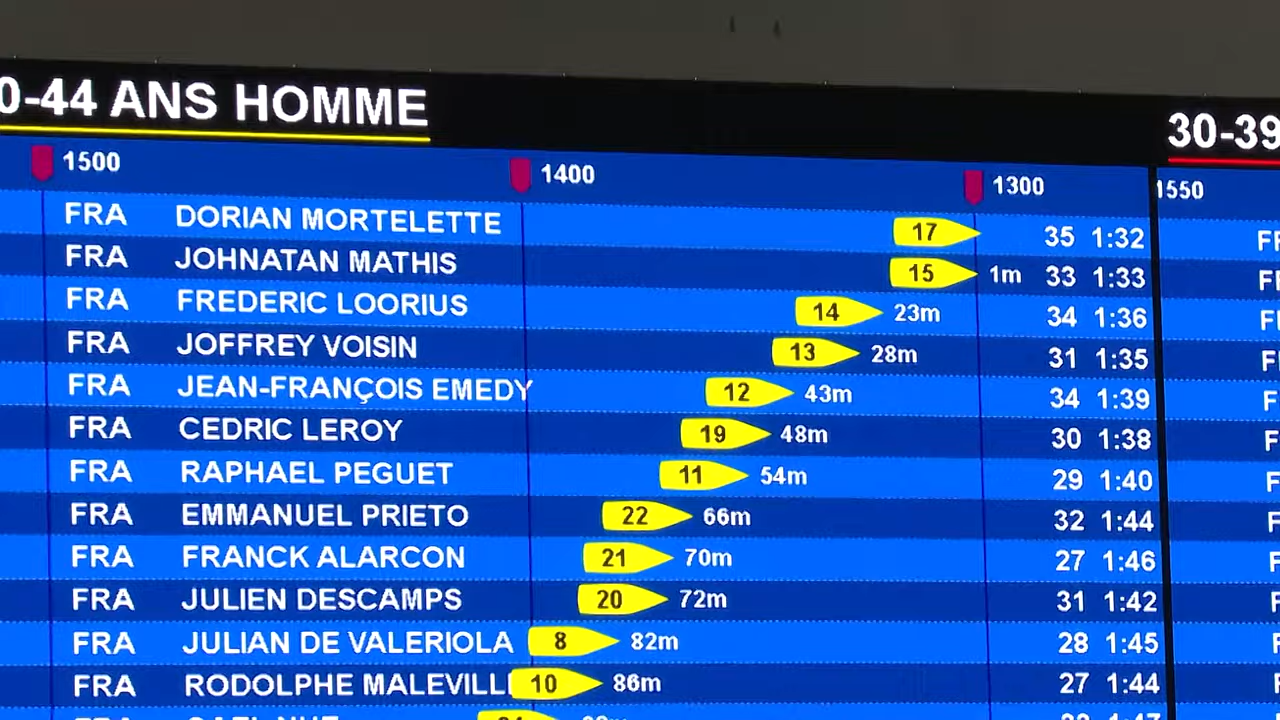 0-44 ANS HOMME
30-39
1500 1400 1300 1550
FRA DORIAN MORTELETTE 17 35 1:32
FRA JOHNATAN MATHIS 15 1m 33 1:33
FRA FREDERIC LOORIUS 14 23m 34 1:36
FRA JOFFREY VOISIN 13 28m 31 1:35
FRA JEAN-FRANÇOIS EMEDY 12 43m 34 1:39
FRA CEDRIC LEROY 19 48m 30 1:38
FRA RAPHAEL PEGUET 11 54m 29 1:40
FRA EMMANUEL PRIETO 22 66m 32 1:44
FRA FRANCK ALARCON 21 70m 27 1:46
FRA JULIEN DESCAMPS 20 72m 31 1:42
FRA JULIAN DE VALERIOLA 8 82m 28 1:45
FRA RODOLPHE MALEVILL 10 86m 27 1:44